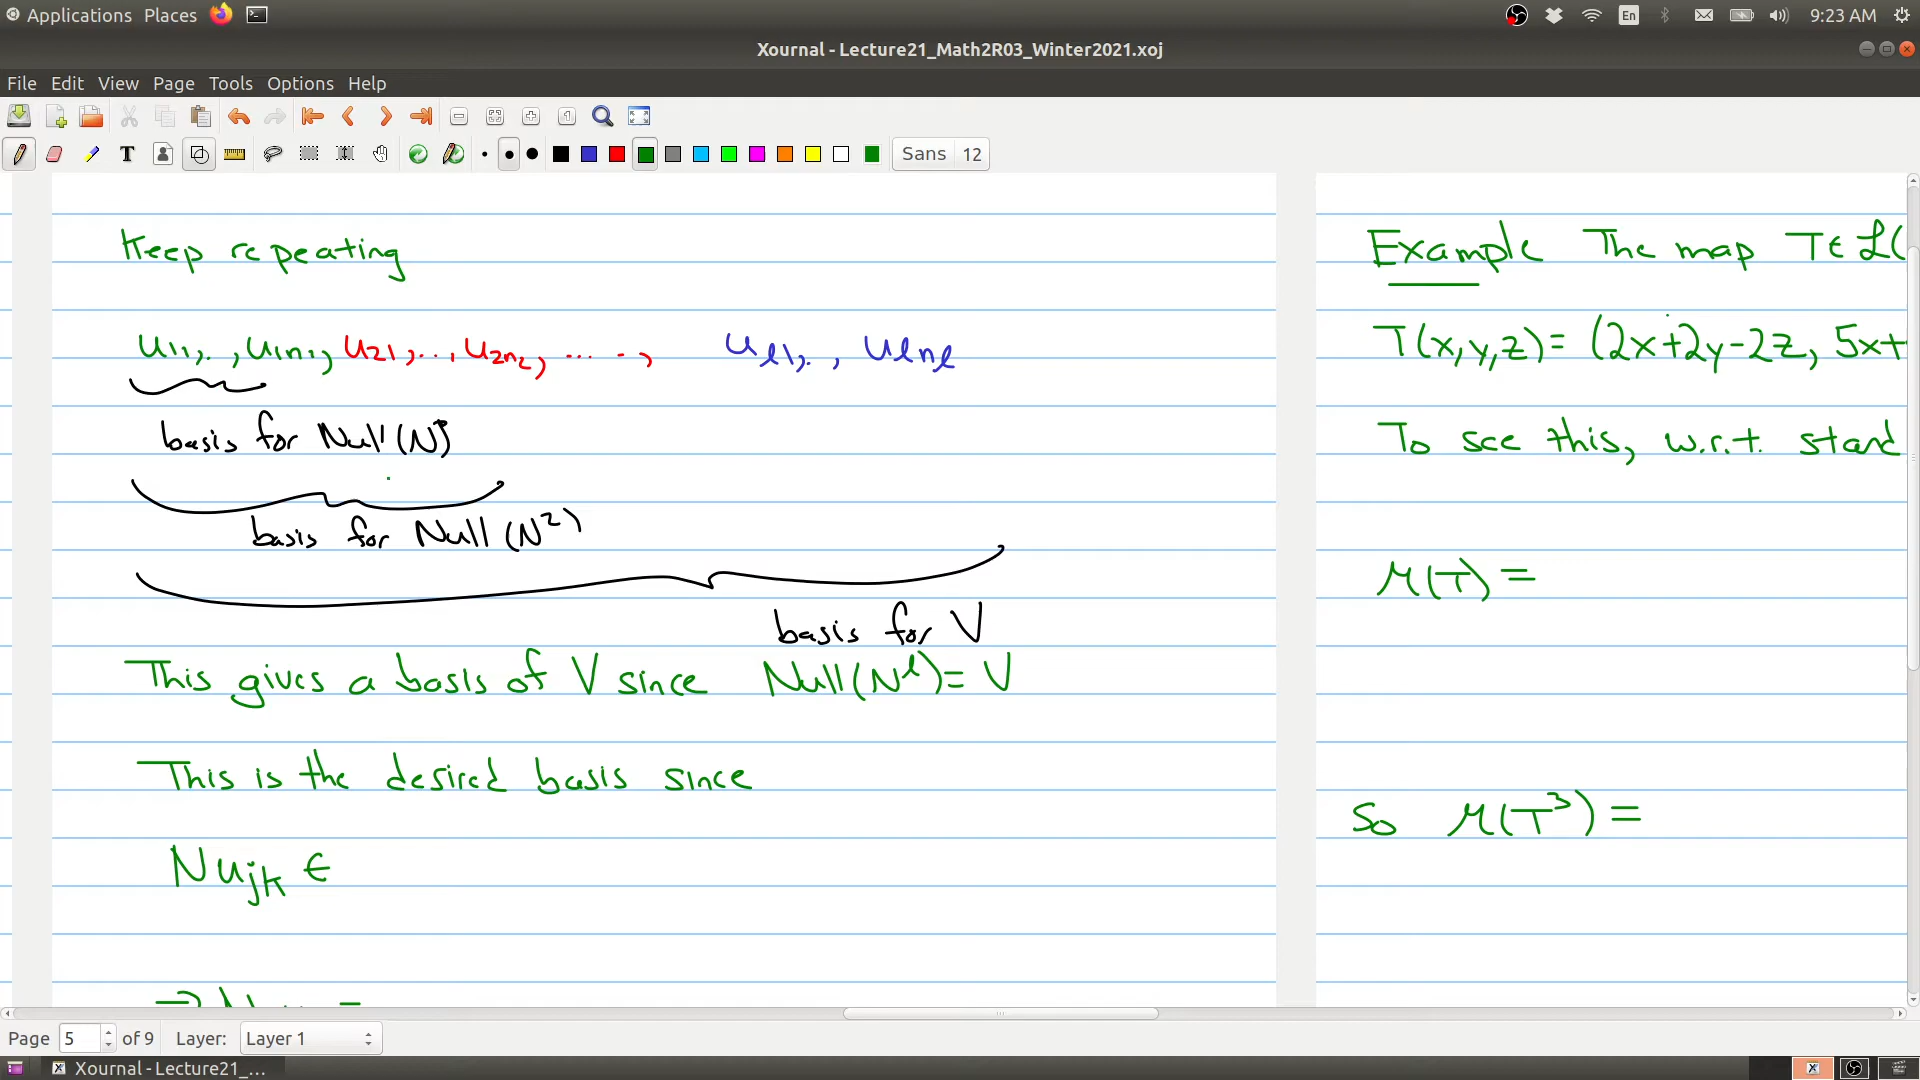 Applications Places En 9:23 AM
Xournal - Lecture21_Math2R03_Winter2021.xoj
File Edit View Page Tools Options Help
T Sans 12
Keep repeating
u11, .., u1n1, u21, ..., u2n2, ... .., uℓ1, .., uℓnℓ
basis for Null(N)
basis for Null(N²)
basis for V
This gives a basis of V since Null(N^ℓ) = V
This is the desired basis since
Nujk ∈
Example The map T∈ℒ(
T(x,y,z) = (2x+2y-2z, 5x+
To see this, w.r.t. stand
M(T) =
So M(T³) =
Page 5 of 9 Layer: Layer 1
Xournal - Lecture21_...